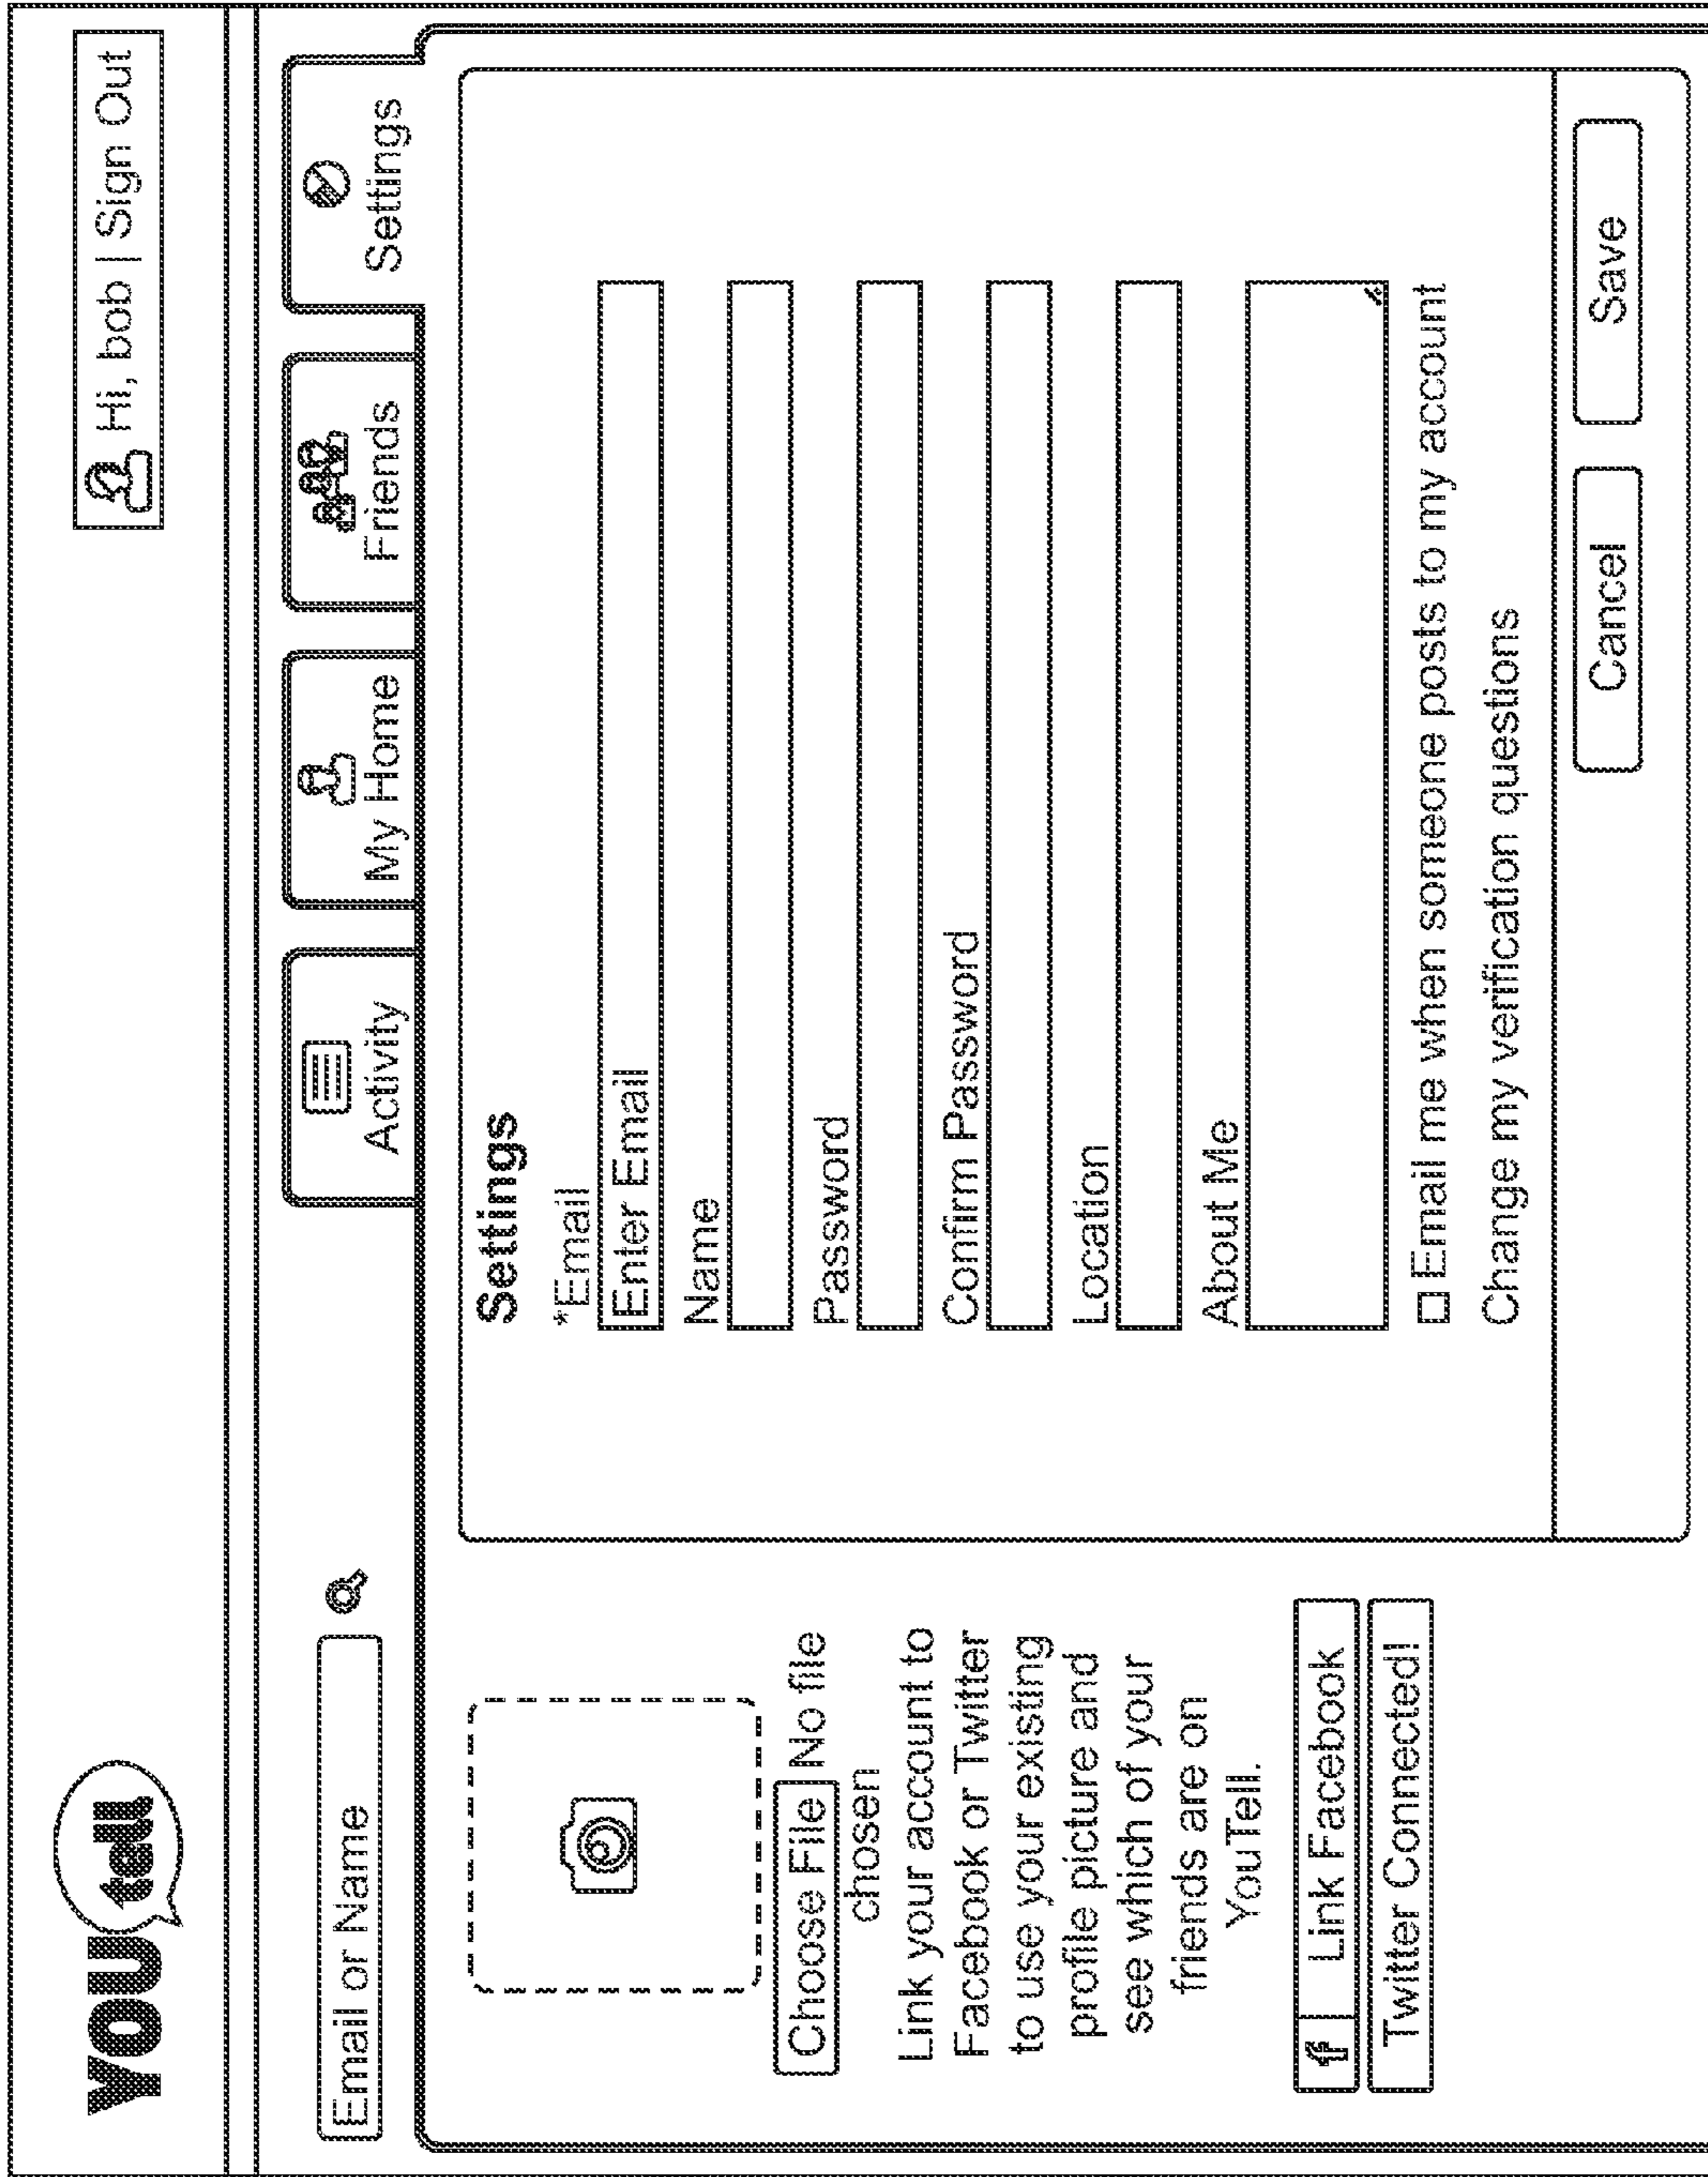 you tell
Hi, bob | Sign Out
Email or Name
Activity
My Home
Friends
Settings
Choose File No file
chosen
Link your account to
Facebook or Twitter
to use your existing
profile picture and
see which of your
friends are on
YouTell.
f Link Facebook
Twitter Connected!
Settings
*Email
Enter Email
Name
Password
Confirm Password
Location
About Me
Email me when someone posts to my account
Change my verification questions
Cancel
Save